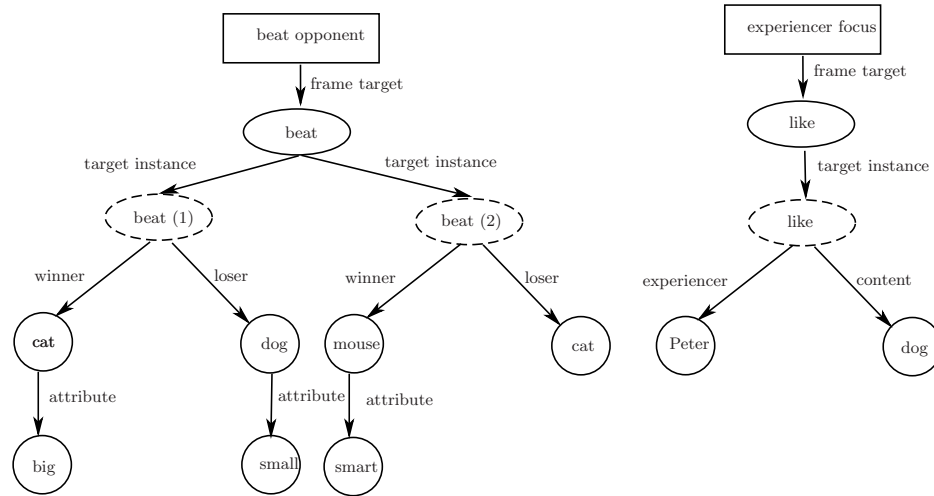 beat opponent
experiencer focus
frame target
frame target
beat
like
target instance
target instance
target instance
beat (1)
beat (2)
like
winner
loser
winner
loser
experiencer
content
cat
dog
mouse
cat
Peter
dog
attribute
attribute
attribute
big
small
smart